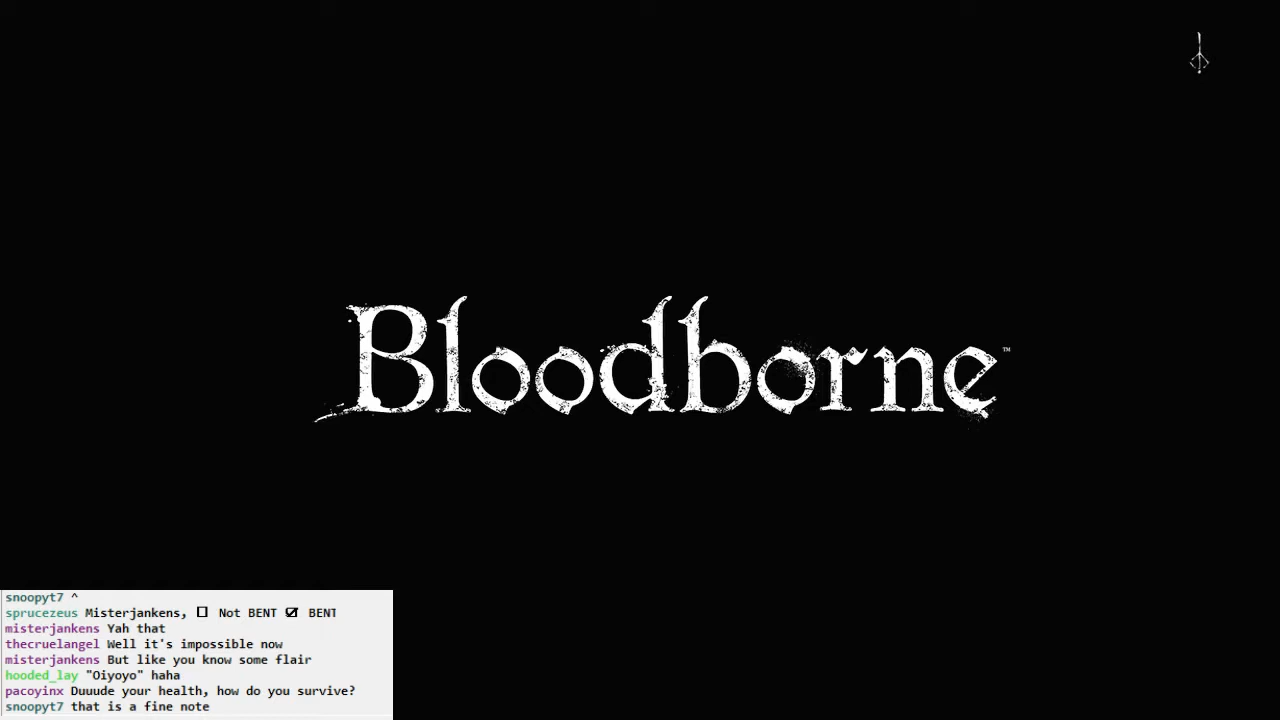 Bloodborne™
snoopyt7 ^
sprucezeus Misterjankens, ☐ Not BENT ☑ BENT
misterjankens Yah that
thecruelangel Well it's impossible now
misterjankens But like you know some flair
hooded_lay "Oiyoyo" haha
pacoyinx Duuude your health, how do you survive?
snoopyt7 that is a fine note